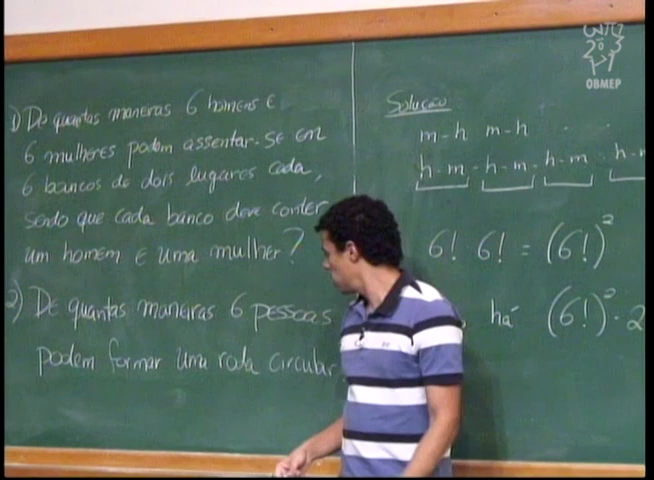 1) De quantas maneiras 6 homens e
6 mulheres podem assentar-se em
6 bancos de dois lugares cada,
sendo que cada banco deve conter
um homem e uma mulher?
2) De quantas maneiras 6 pessoas
podem formar uma roda circular
Solução
m-h m-h
h-m - h-m - h-m - h-
6! 6! = (6!)²
há (6!)² · 2
OBMEP